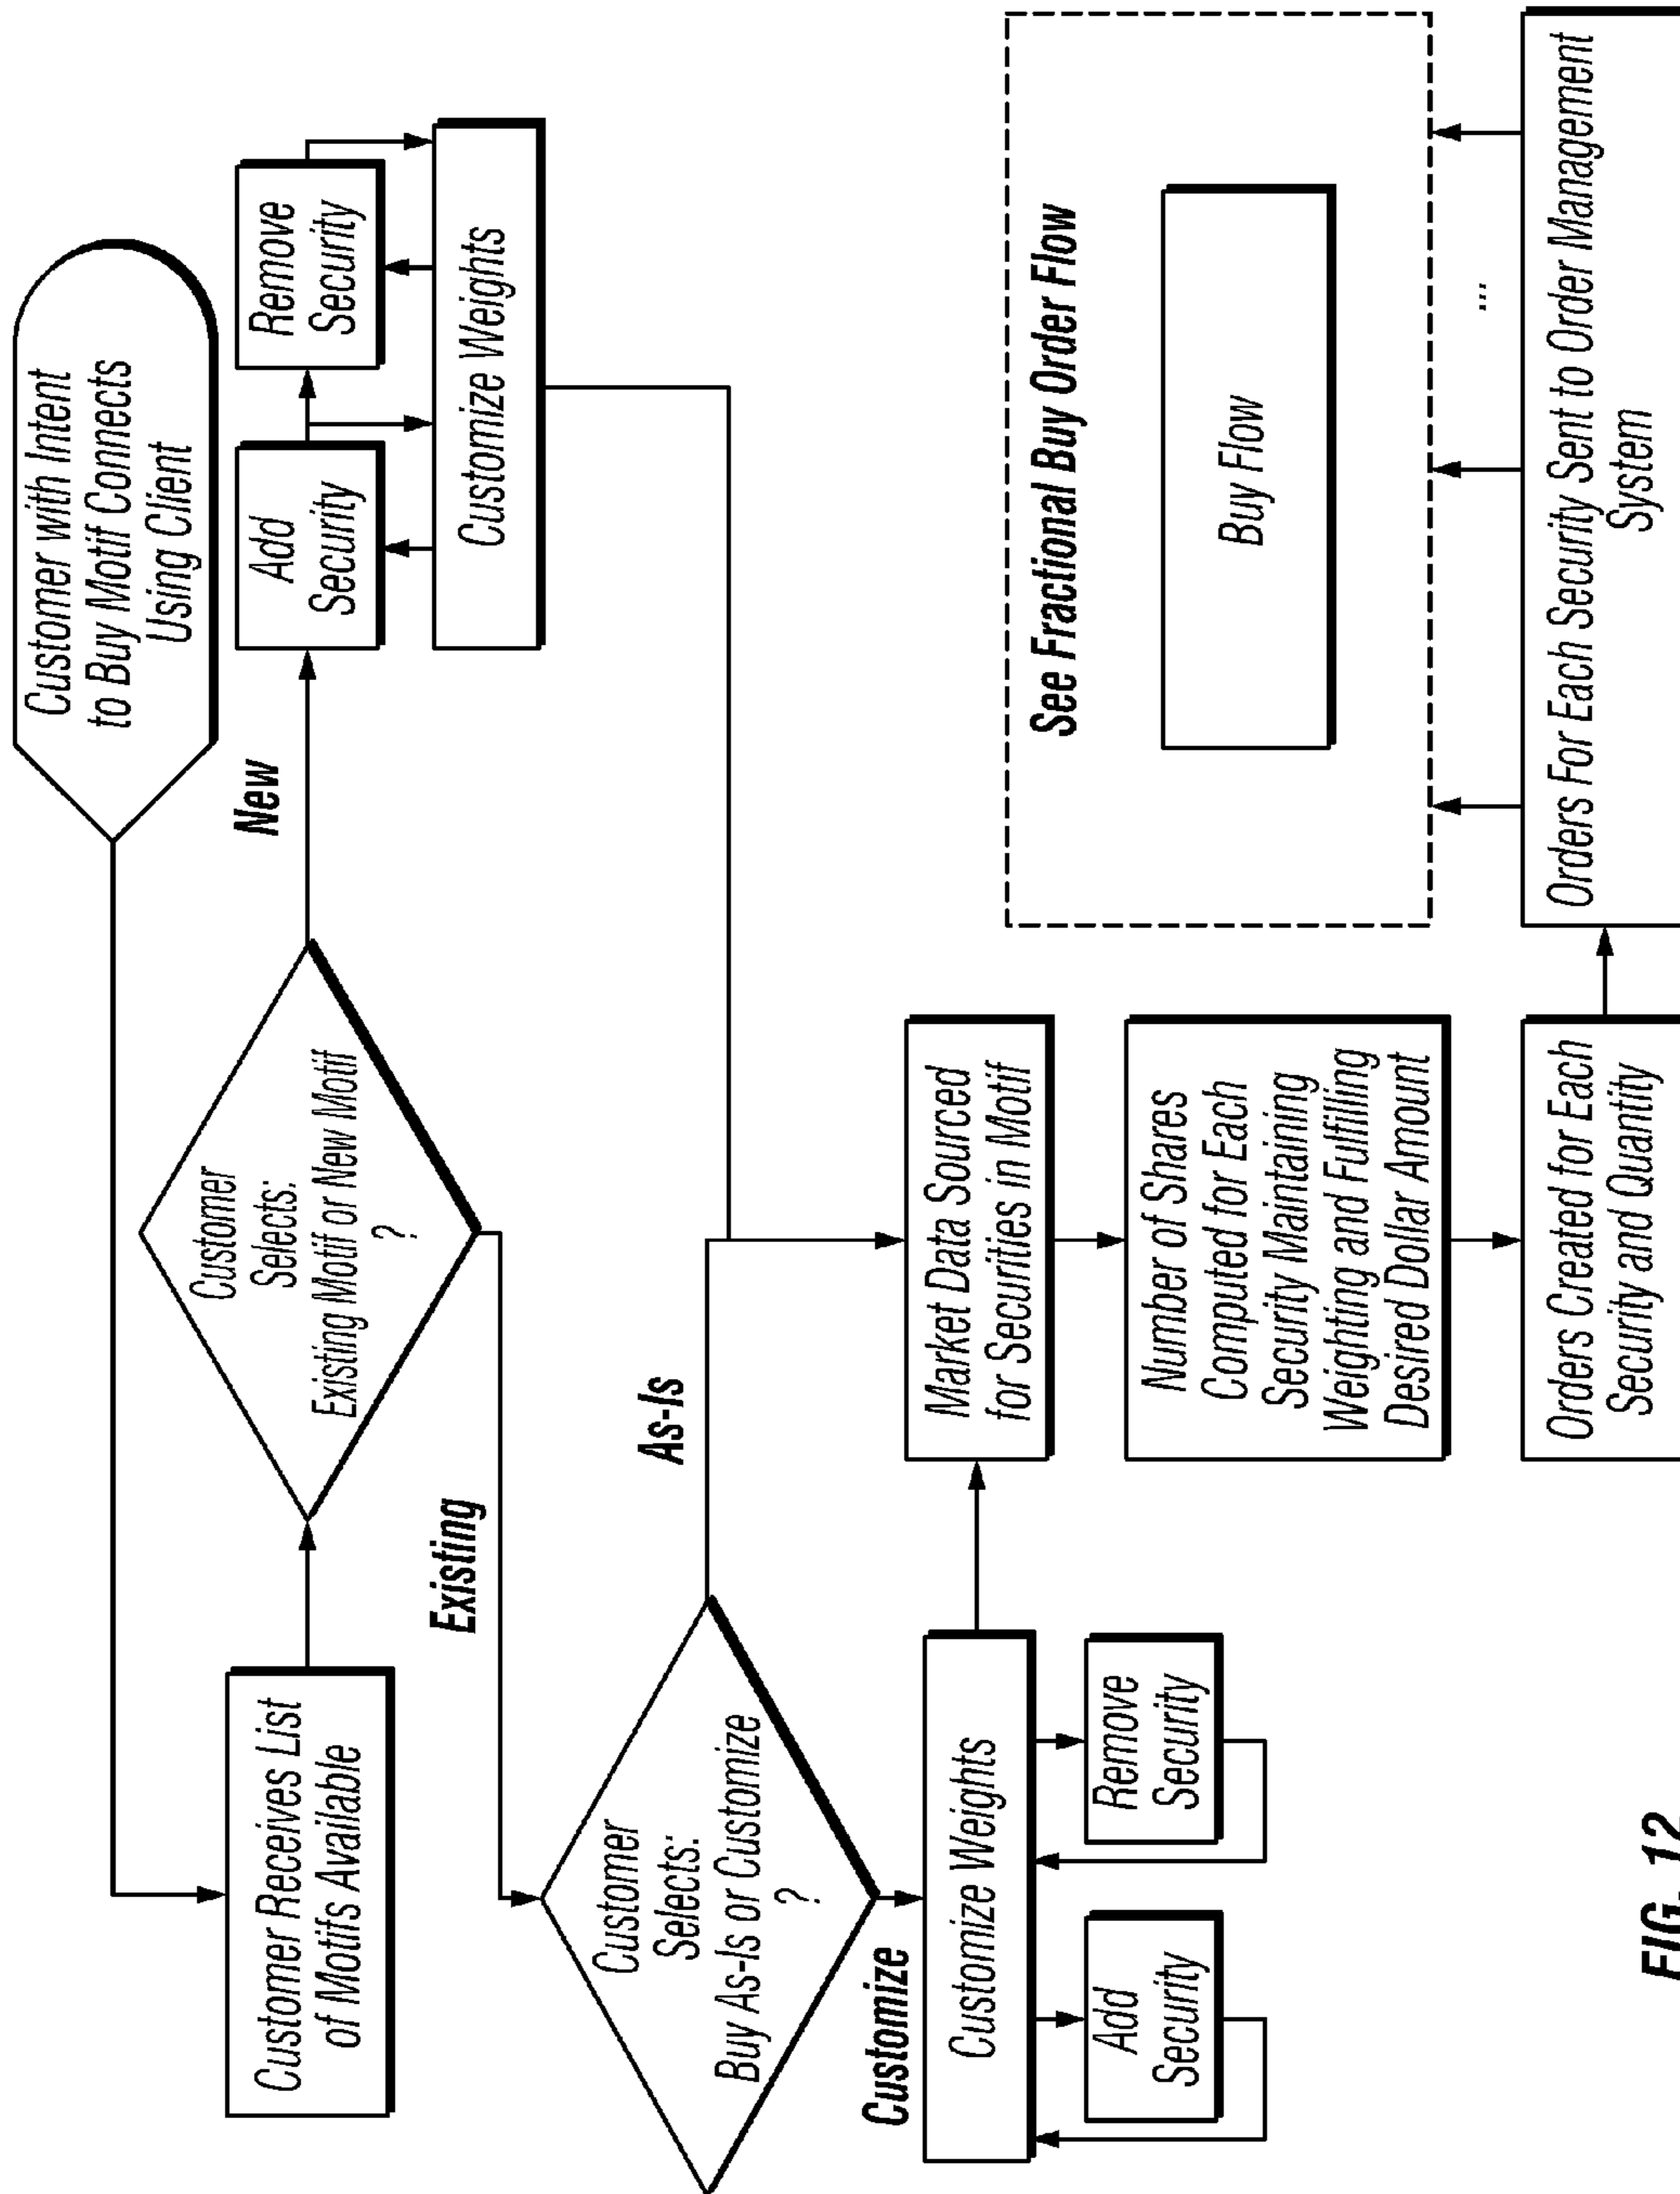 Customer with Intent
to Buy Motif Connects
Using Client
Customer Receives List
of Motifs Available
Customer
Selects:
Existing Motif or New Motif
?
New
Add
Security
Remove
Security
Customize Weights
Existing
Customer
Selects:
Buy As-Is or Customize
?
As-Is
Customize
Customize Weights
Add
Security
Remove
Security
Market Data Sourced
for Securities in Motif
Number of Shares
Computed for Each
Security Maintaining
Weighting and Fulfilling
Desired Dollar Amount
Orders Created for Each
Security and Quantity
Orders For Each Security Sent to Order Management
System
...
See Fractional Buy Order Flow
Buy Flow
FIG. 12